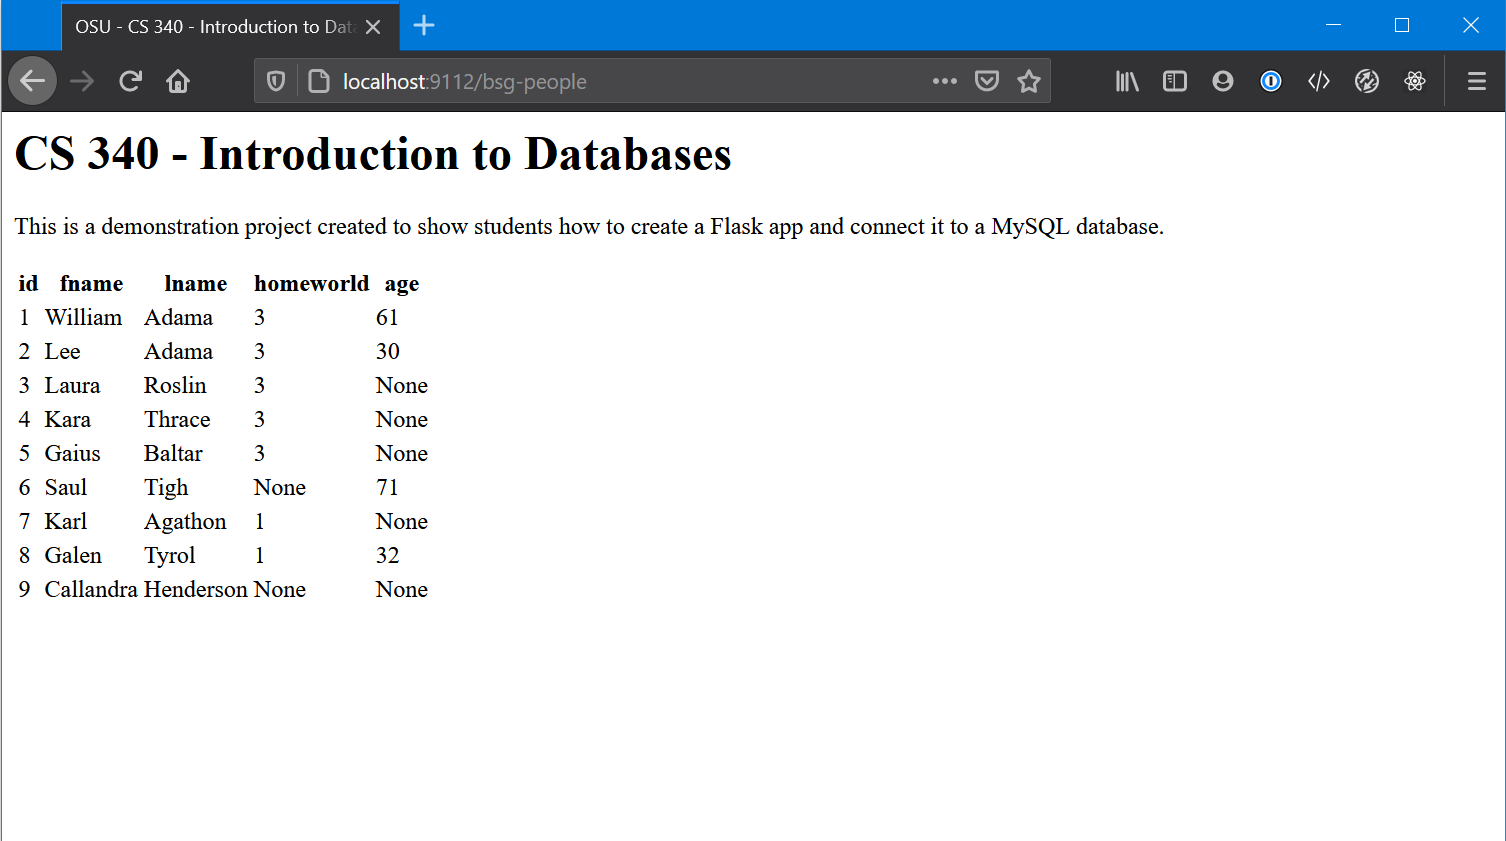 OSU - CS 340 - Introduction to Dat
localhost:9112/bsg-people
CS 340 - Introduction to Databases
This is a demonstration project created to show students how to create a Flask app and connect it to a MySQL database.
id fname lname homeworld age
1 William Adama 3 61
2 Lee Adama 3 30
3 Laura Roslin 3 None
4 Kara Thrace 3 None
5 Gaius Baltar 3 None
6 Saul Tigh None 71
7 Karl Agathon 1 None
8 Galen Tyrol 1 32
9 Callandra Henderson None None